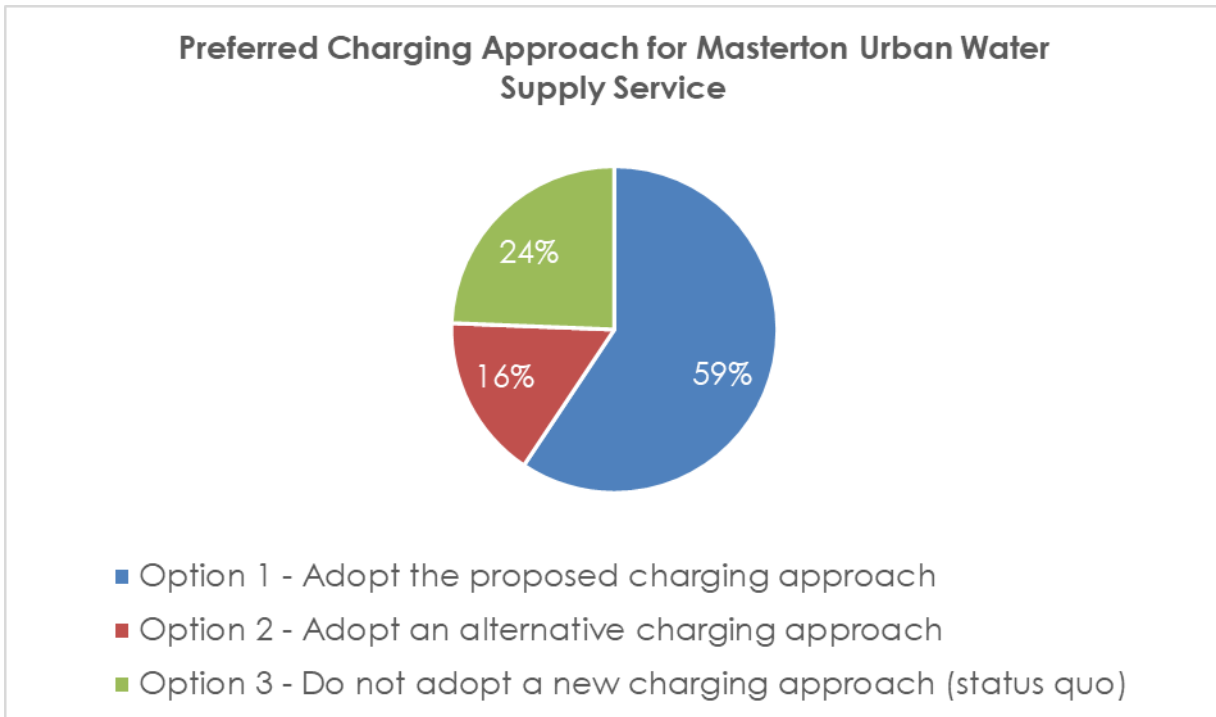 Preferred Charging Approach for Masterton Urban Water
Supply Service
24%
16%
59%
Option 1 - Adopt the proposed charging approach
Option 2 - Adopt an alternative charging approach
Option 3 - Do not adopt a new charging approach (status quo)